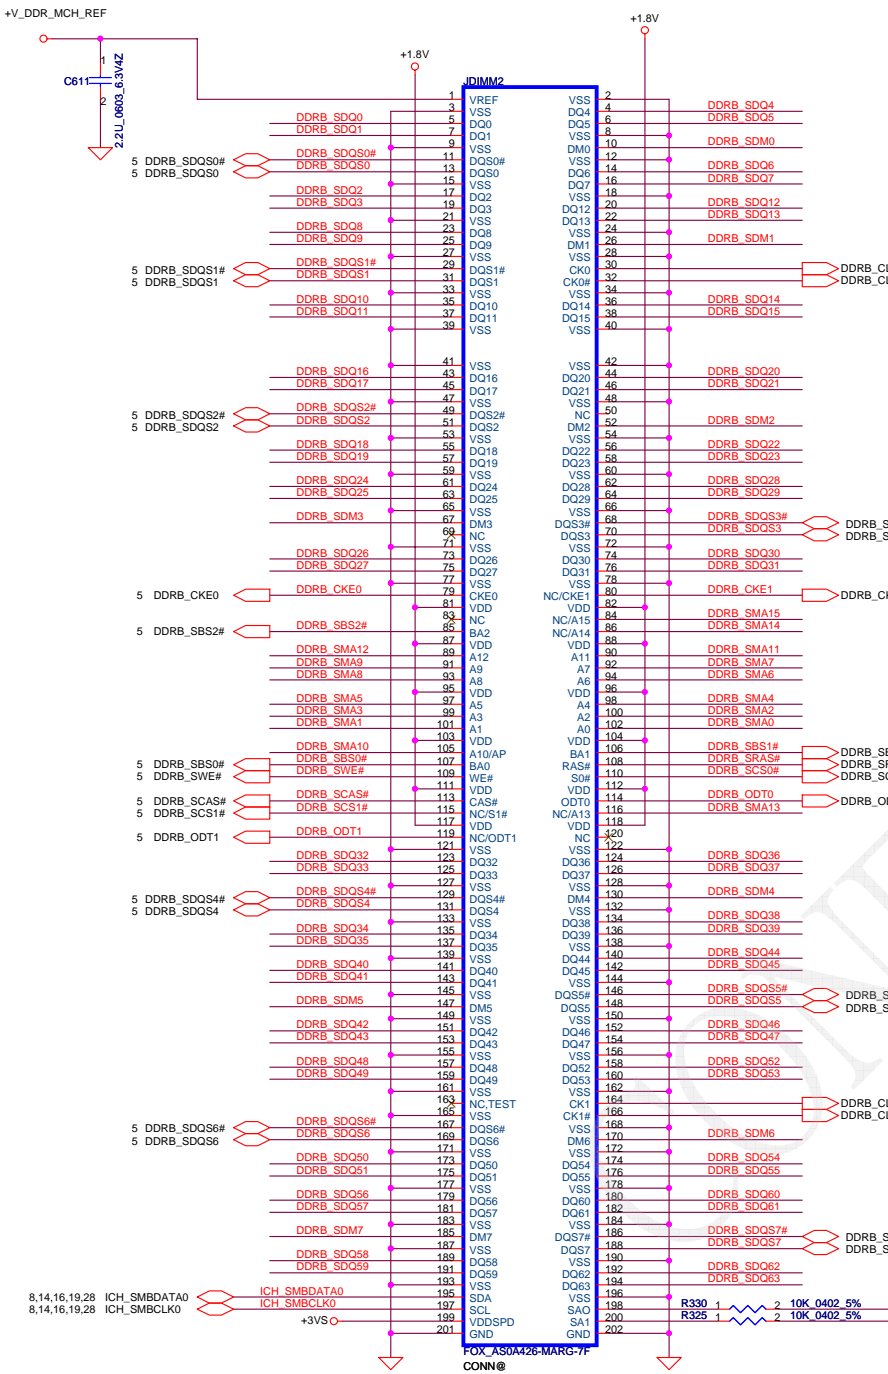 +V_DDR_MCH_REF
+1.8V
+1.8V
C611
1
2
2.2U_0603_6.3V4Z
JDIMM2
1 VREF VSS 2
3 VSS DQ4 4 DDRB_SDQ4
DDRB_SDQ0 5 DQ0 DQ5 6 DDRB_SDQ5
DDRB_SDQ1 7 DQ1 VSS 8
9 VSS DM0 10 DDRB_SDM0
5 DDRB_SDQS0# DDRB_SDQS0# 11 DQS0# VSS 12
5 DDRB_SDQS0 DDRB_SDQS0 13 DQS0 DQ6 14 DDRB_SDQ6
15 VSS DQ7 16 DDRB_SDQ7
DDRB_SDQ2 17 DQ2 VSS 18
DDRB_SDQ3 19 DQ3 DQ12 20 DDRB_SDQ12
21 VSS DQ13 22 DDRB_SDQ13
DDRB_SDQ8 23 DQ8 VSS 24
DDRB_SDQ9 25 DQ9 DM1 26 DDRB_SDM1
27 VSS VSS 28
5 DDRB_SDQS1# DDRB_SDQS1# 29 DQS1# CK0 30 DDRB_CL
5 DDRB_SDQS1 DDRB_SDQS1 31 DQS1 CK0# 32 DDRB_CL
33 VSS VSS 34
DDRB_SDQ10 35 DQ10 DQ14 36 DDRB_SDQ14
DDRB_SDQ11 37 DQ11 DQ15 38 DDRB_SDQ15
39 VSS VSS 40
41 VSS VSS 42
DDRB_SDQ16 43 DQ16 DQ20 44 DDRB_SDQ20
DDRB_SDQ17 45 DQ17 DQ21 46 DDRB_SDQ21
47 VSS VSS 48
5 DDRB_SDQS2# DDRB_SDQS2# 49 DQS2# NC 50
5 DDRB_SDQS2 DDRB_SDQS2 51 DQS2 DM2 52 DDRB_SDM2
53 VSS VSS 54
DDRB_SDQ18 55 DQ18 DQ22 56 DDRB_SDQ22
DDRB_SDQ19 57 DQ19 DQ23 58 DDRB_SDQ23
59 VSS VSS 60
DDRB_SDQ24 61 DQ24 DQ28 62 DDRB_SDQ28
DDRB_SDQ25 63 DQ25 DQ29 64 DDRB_SDQ29
65 VSS VSS 66
DDRB_SDM3 67 DM3 DQS3# 68 DDRB_SDQS3# DDRB_S
69 NC DQS3 70 DDRB_SDQS3 DDRB_S
71 VSS VSS 72
DDRB_SDQ26 73 DQ26 DQ30 74 DDRB_SDQ30
DDRB_SDQ27 75 DQ27 DQ31 76 DDRB_SDQ31
77 VSS VSS 78
5 DDRB_CKE0 DDRB_CKE0 79 CKE0 NC/CKE1 80 DDRB_CKE1 DDRB_CK
81 VDD VDD 82
83 NC NC/A15 84 DDRB_SMA15
5 DDRB_SBS2# DDRB_SBS2# 85 BA2 NC/A14 86 DDRB_SMA14
87 VDD VDD 88
DDRB_SMA12 89 A12 A11 90 DDRB_SMA11
DDRB_SMA9 91 A9 A7 92 DDRB_SMA7
DDRB_SMA8 93 A8 A6 94 DDRB_SMA6
95 VDD VDD 96
DDRB_SMA5 97 A5 A4 98 DDRB_SMA4
DDRB_SMA3 99 A3 A2 100 DDRB_SMA2
DDRB_SMA1 101 A1 A0 102 DDRB_SMA0
103 VDD VDD 104
DDRB_SMA10 105 A10/AP BA1 106 DDRB_SBS1# DDRB_SB
5 DDRB_SBS0# DDRB_SBS0# 107 BA0 RAS# 108 DDRB_SRAS# DDRB_SR
5 DDRB_SWE# DDRB_SWE# 109 WE# S0# 110 DDRB_SCS0# DDRB_SC
111 VDD VDD 112
5 DDRB_SCAS# DDRB_SCAS# 113 CAS# ODT0 114 DDRB_ODT0 DDRB_OD
5 DDRB_SCS1# DDRB_SCS1# 115 NC/S1# NC/A13 116 DDRB_SMA13
117 VDD VDD 118
5 DDRB_ODT1 DDRB_ODT1 119 NC/ODT1 NC 120
121 VSS VSS 122
DDRB_SDQ32 123 DQ32 DQ36 124 DDRB_SDQ36
DDRB_SDQ33 125 DQ33 DQ37 126 DDRB_SDQ37
127 VSS VSS 128
5 DDRB_SDQS4# DDRB_SDQS4# 129 DQS4# DM4 130 DDRB_SDM4
5 DDRB_SDQS4 DDRB_SDQS4 131 DQS4 VSS 132
133 VSS DQ38 134 DDRB_SDQ38
DDRB_SDQ34 135 DQ34 DQ39 136 DDRB_SDQ39
DDRB_SDQ35 137 DQ35 VSS 138
139 VSS DQ44 140 DDRB_SDQ44
DDRB_SDQ40 141 DQ40 DQ45 142 DDRB_SDQ45
DDRB_SDQ41 143 DQ41 VSS 144
145 VSS DQS5# 146 DDRB_SDQS5# DDRB_S
DDRB_SDM5 147 DM5 DQS5 148 DDRB_SDQS5 DDRB_S
149 VSS VSS 150
DDRB_SDQ42 151 DQ42 DQ46 152 DDRB_SDQ46
DDRB_SDQ43 153 DQ43 DQ47 154 DDRB_SDQ47
155 VSS VSS 156
DDRB_SDQ48 157 DQ48 DQ52 158 DDRB_SDQ52
DDRB_SDQ49 159 DQ49 DQ53 160 DDRB_SDQ53
161 VSS VSS 162
163 NC,TEST CK1 164 DDRB_CL
165 VSS CK1# 166 DDRB_CL
5 DDRB_SDQS6# DDRB_SDQS6# 167 DQS6# VSS 168
5 DDRB_SDQS6 DDRB_SDQS6 169 DQS6 DM6 170 DDRB_SDM6
171 VSS VSS 172
DDRB_SDQ50 173 DQ50 DQ54 174 DDRB_SDQ54
DDRB_SDQ51 175 DQ51 DQ55 176 DDRB_SDQ55
177 VSS VSS 178
DDRB_SDQ56 179 DQ56 DQ60 180 DDRB_SDQ60
DDRB_SDQ57 181 DQ57 DQ61 182 DDRB_SDQ61
183 VSS VSS 184
DDRB_SDM7 185 DM7 DQS7# 186 DDRB_SDQS7# DDRB_S
187 VSS DQS7 188 DDRB_SDQS7 DDRB_S
DDRB_SDQ58 189 DQ58 VSS 190
DDRB_SDQ59 191 DQ59 DQ62 192 DDRB_SDQ62
193 VSS DQ63 194 DDRB_SDQ63
8,14,16,19,28 ICH_SMBDATA0 ICH_SMBDATA0 195 SDA VSS 196
8,14,16,19,28 ICH_SMBCLK0 ICH_SMBCLK0 197 SCL SAO 198 R330 1 2 10K_0402_5%
+3VS 199 VDDSPD SA1 200 R325 1 2 10K_0402_5%
201 GND GND 202
FOX_AS0A426-MARG-7F
CONN@